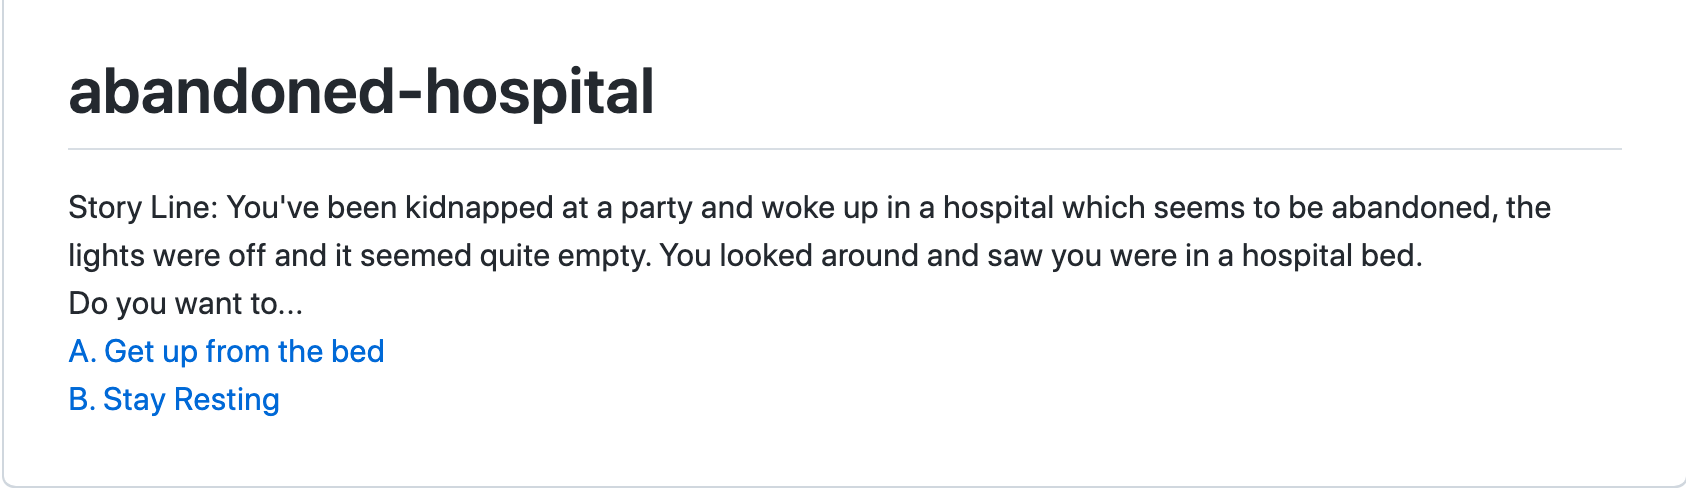 abandoned-hospital
Story Line: You've been kidnapped at a party and woke up in a hospital which seems to be abandoned, the
lights were off and it seemed quite empty. You looked around and saw you were in a hospital bed.
Do you want to...
A. Get up from the bed
B. Stay Resting